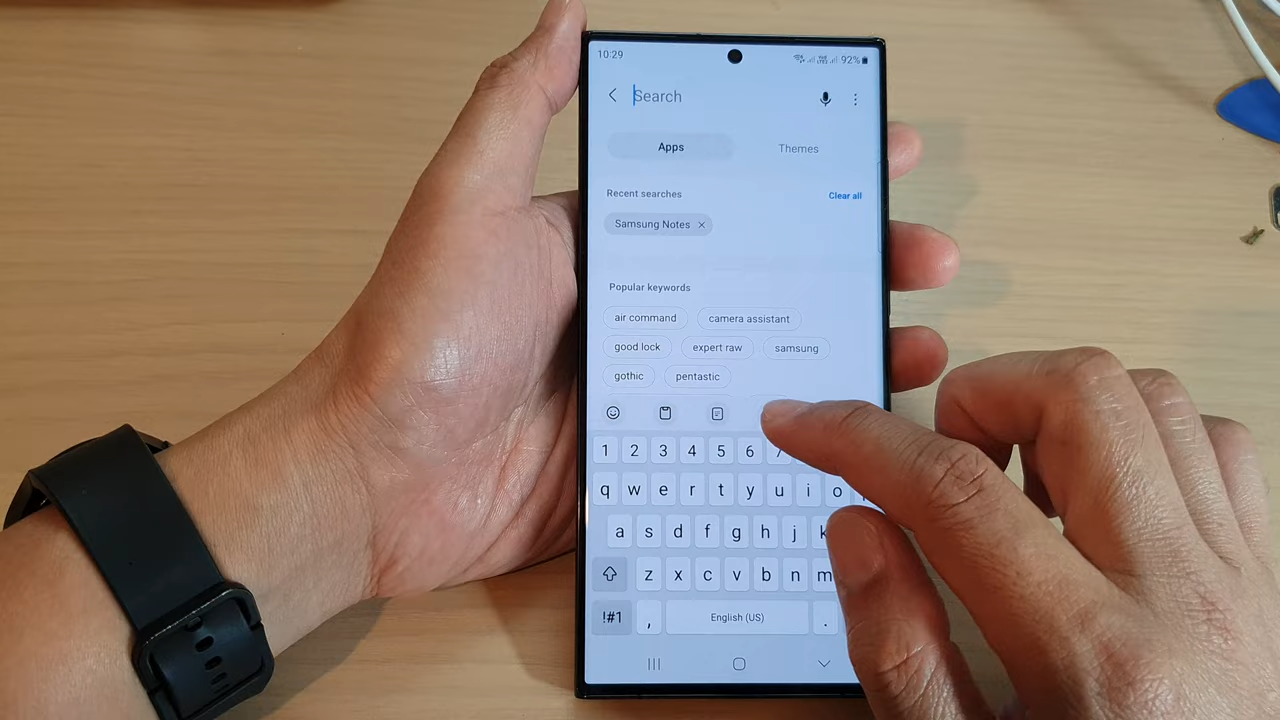 10:29 92%
Search
Apps Themes
Recent searches Clear all
Samsung Notes ×
Popular keywords
air command camera assistant
good lock expert raw samsung
gothic pentastic
1 2 3 4 5 6 7
q w e r t y u i o
a s d f g h j k
z x c v b n m
!#1 , English (US) .